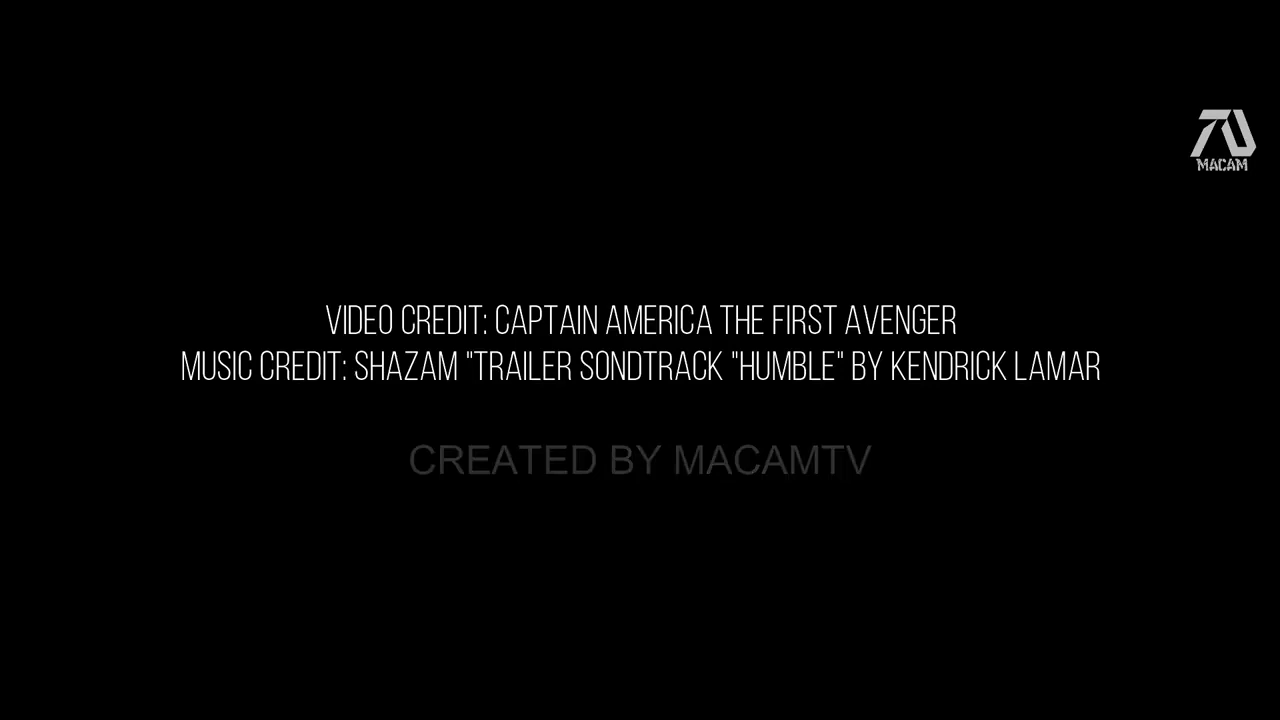 MACAM
VIDEO CREDIT: CAPTAIN AMERICA THE FIRST AVENGER
MUSIC CREDIT: SHAZAM "TRAILER SONDTRACK "HUMBLE" BY KENDRICK LAMAR
CREATED BY MACAMTV